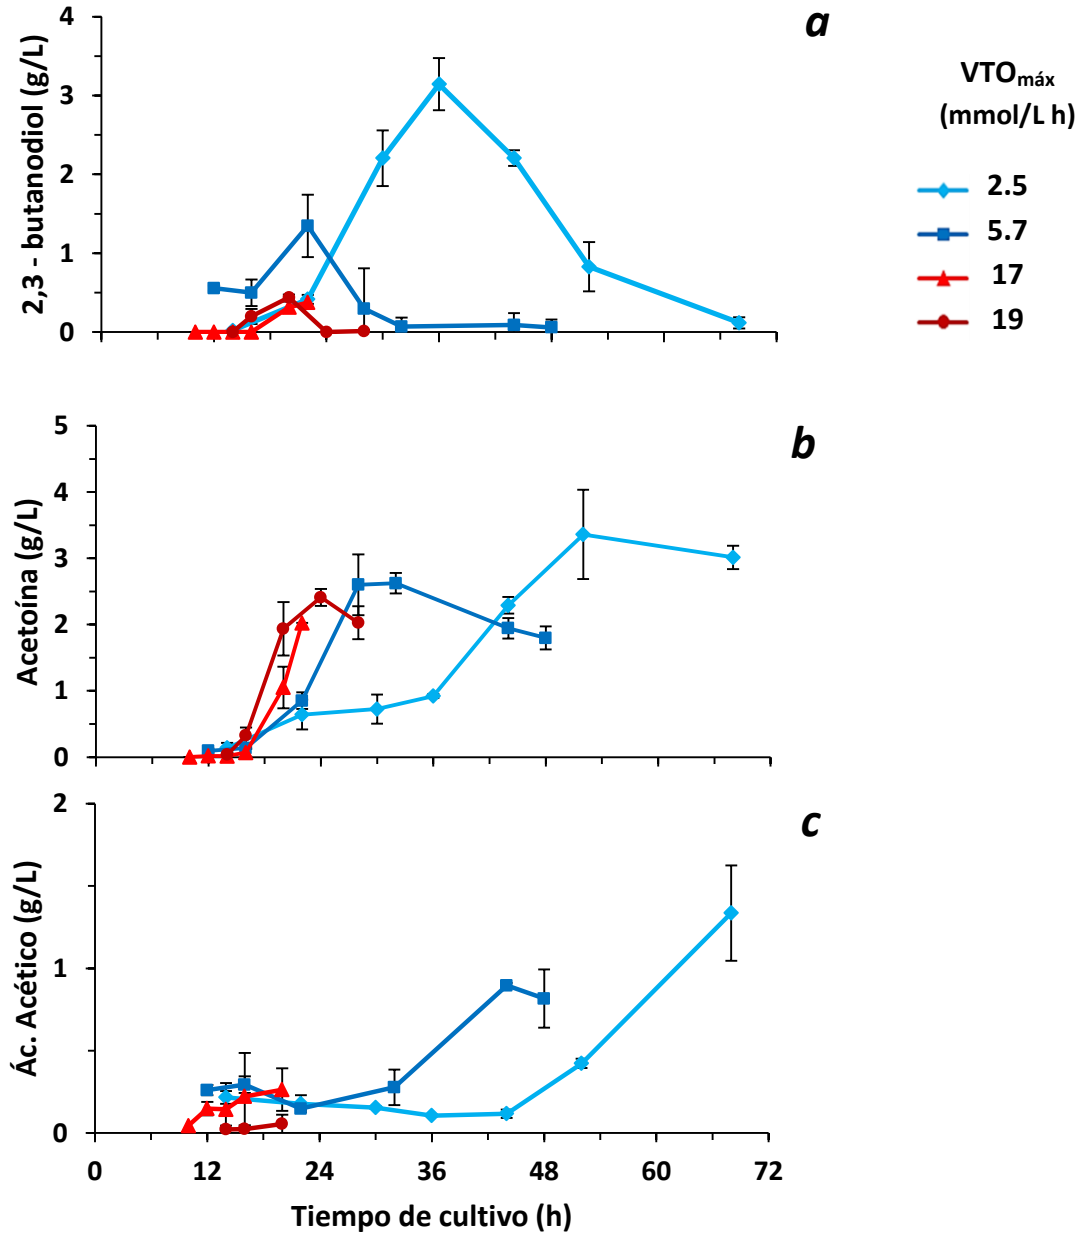 a
2,3 - butanodiol (g/L)
4
3
2
1
0
VTOmáx
(mmol/L h)
2.5
5.7
17
19
b
Acetoína (g/L)
5
4
3
2
1
0
c
Ác. Acético (g/L)
2
1
0
0 12 24 36 48 60 72
Tiempo de cultivo (h)